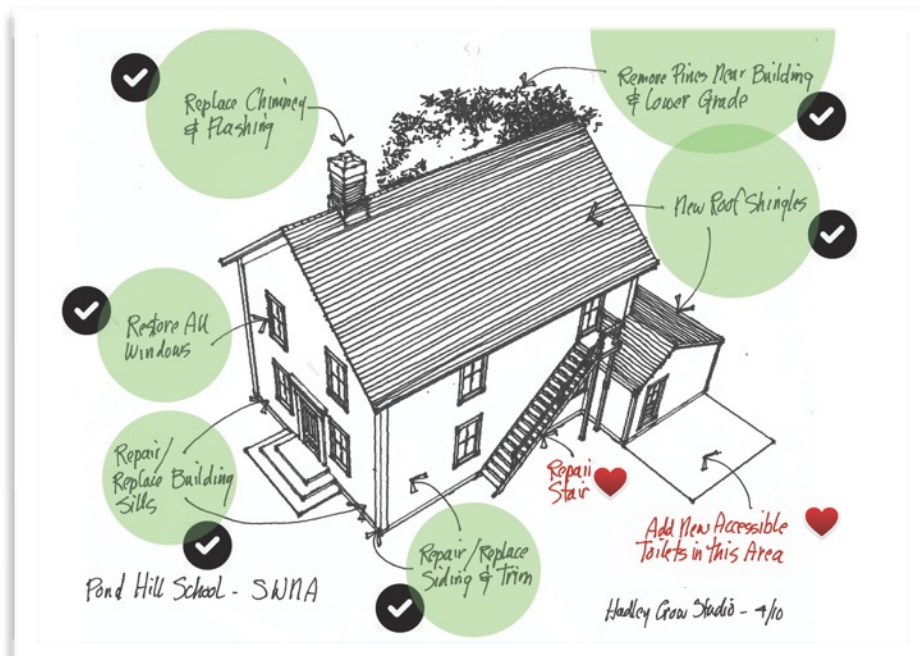 Replace Chimney
& Flashing
Remove Pines Near Building
& Lower Grade
New Roof Shingles
Restore All
Windows
Repair/
Replace Building
Sills
Repair
Stair
Add New Accessible
Toilets in this Area
Repair/Replace
Siding & Trim
Pond Hill School - SWNA
Hadley Crow Studio - 4/10